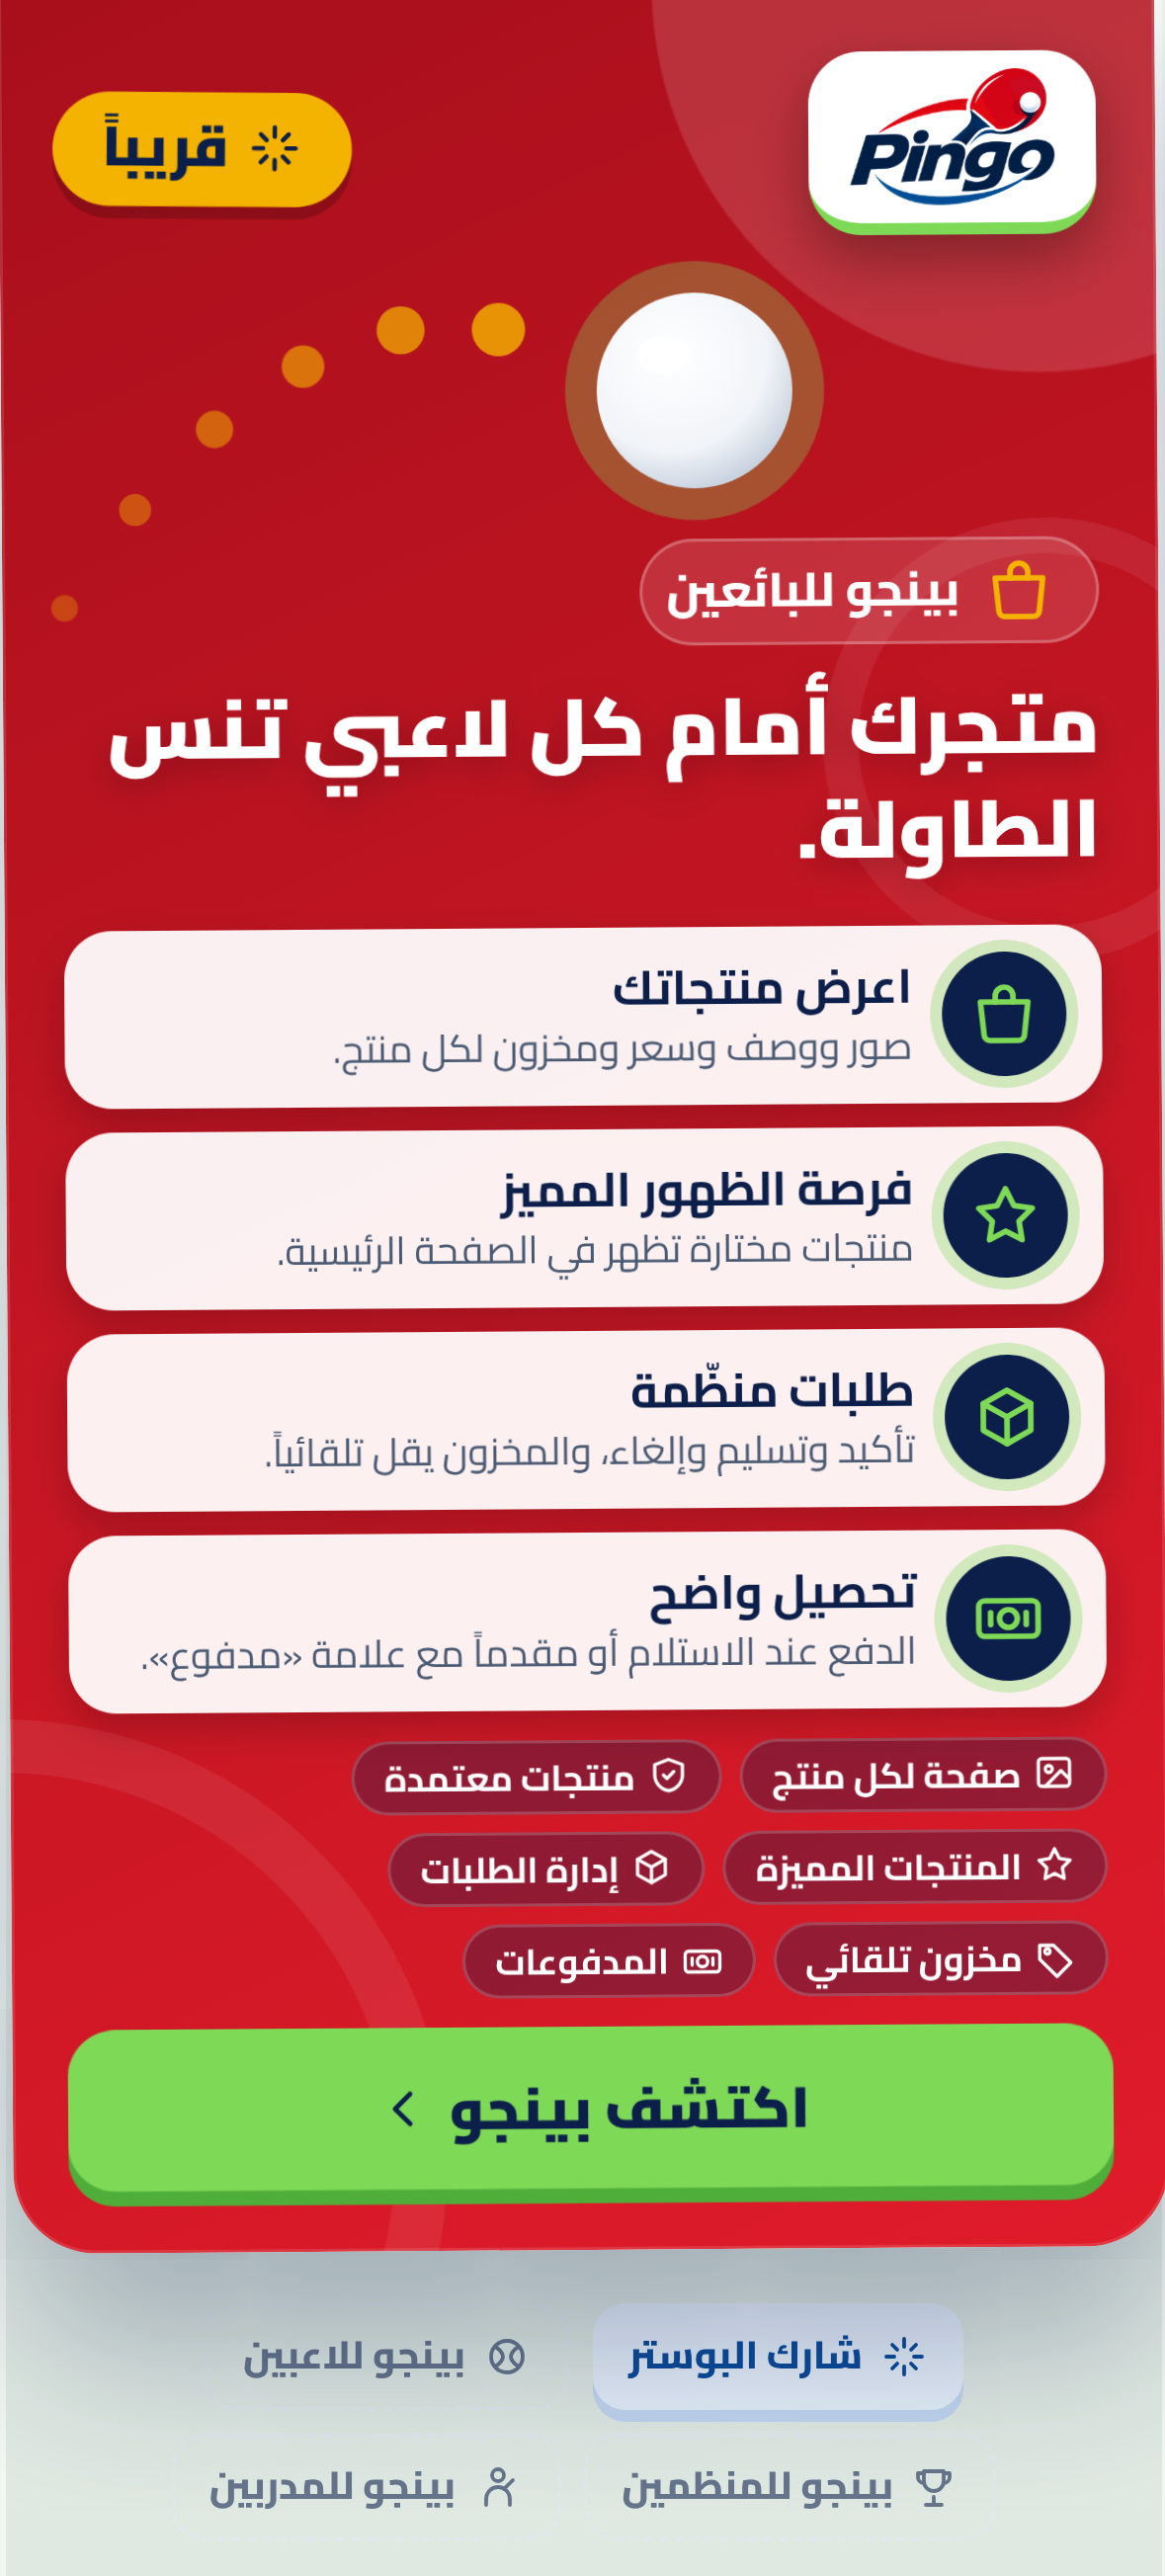 Pingo
قريباً
بينجو للبائعين
متجرك أمام كل لاعبي تنس
الطاولة.
اعرض منتجاتك
صور ووصف وسعر ومخزون لكل منتج.
فرصة الظهور المميز
منتجات مختارة تظهر في الصفحة الرئيسية.
طلبات منظّمة
تأكيد وتسليم وإلغاء، والمخزون يقل تلقائياً.
تحصيل واضح
الدفع عند الاستلام أو مقدماً مع علامة «مدفوع».
صفحة لكل منتج
منتجات معتمدة
المنتجات المميزة
إدارة الطلبات
مخزون تلقائي
المدفوعات
اكتشف بينجو
شارك البوستر
بينجو للاعبين
بينجو للمنظمين
بينجو للمدربين